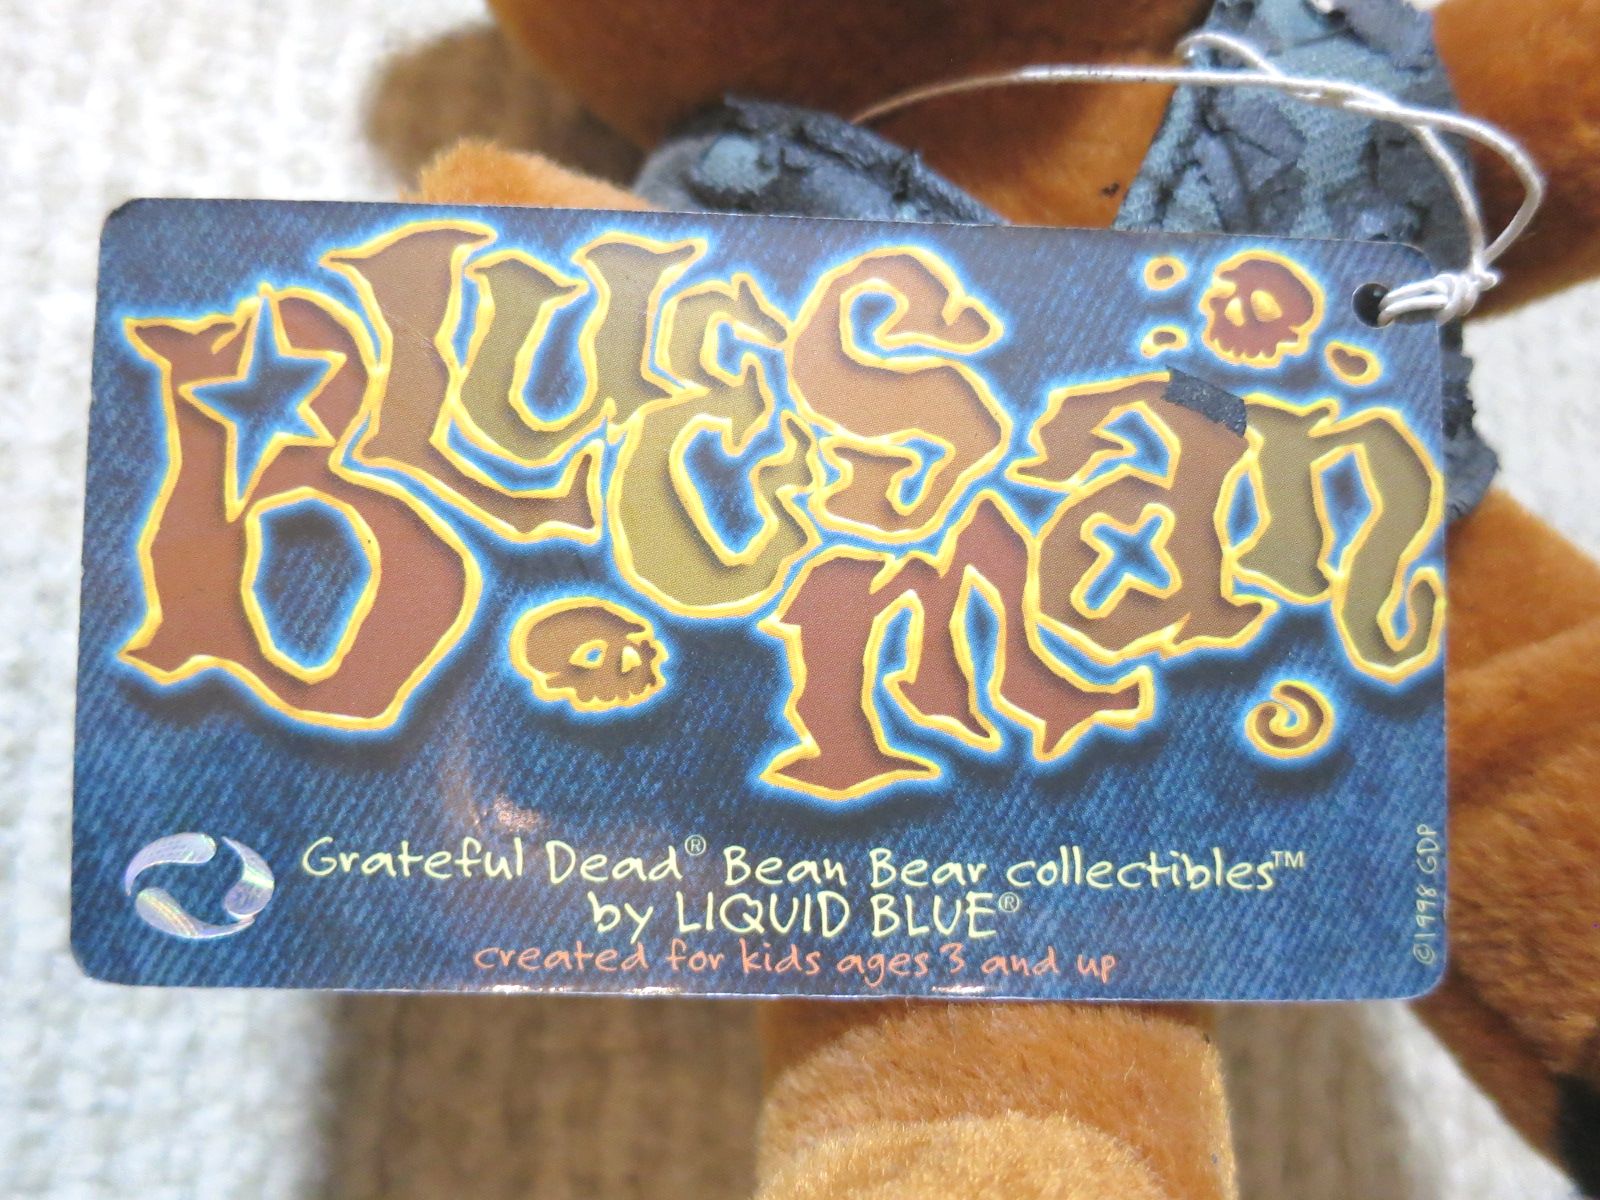 Blues
man
Grateful Dead® Bean Bear collectibles™
by LIQUID BLUE®
created for kids ages 3 and up
©1998 GDP